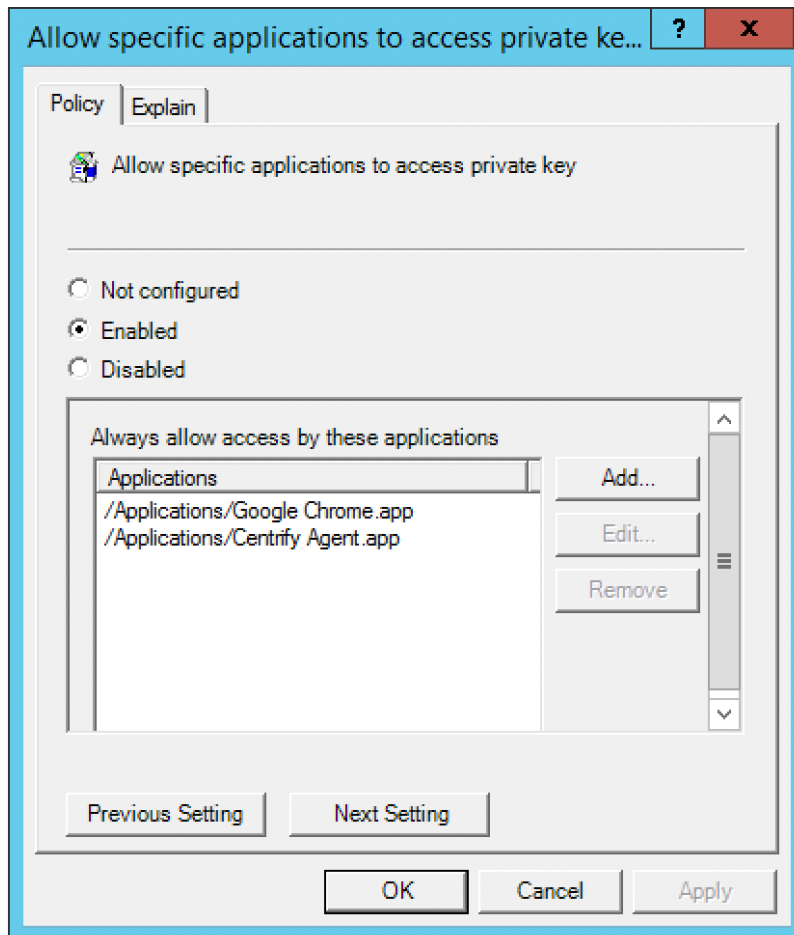 Allow specific applications to access private ke... ? x
Policy Explain
Allow specific applications to access private key
Not configured
Enabled
Disabled
Always allow access by these applications
Applications
Add...
/Applications/Google Chrome.app
/Applications/Centrify Agent.app
Edit...
Remove
Previous Setting Next Setting
OK Cancel Apply